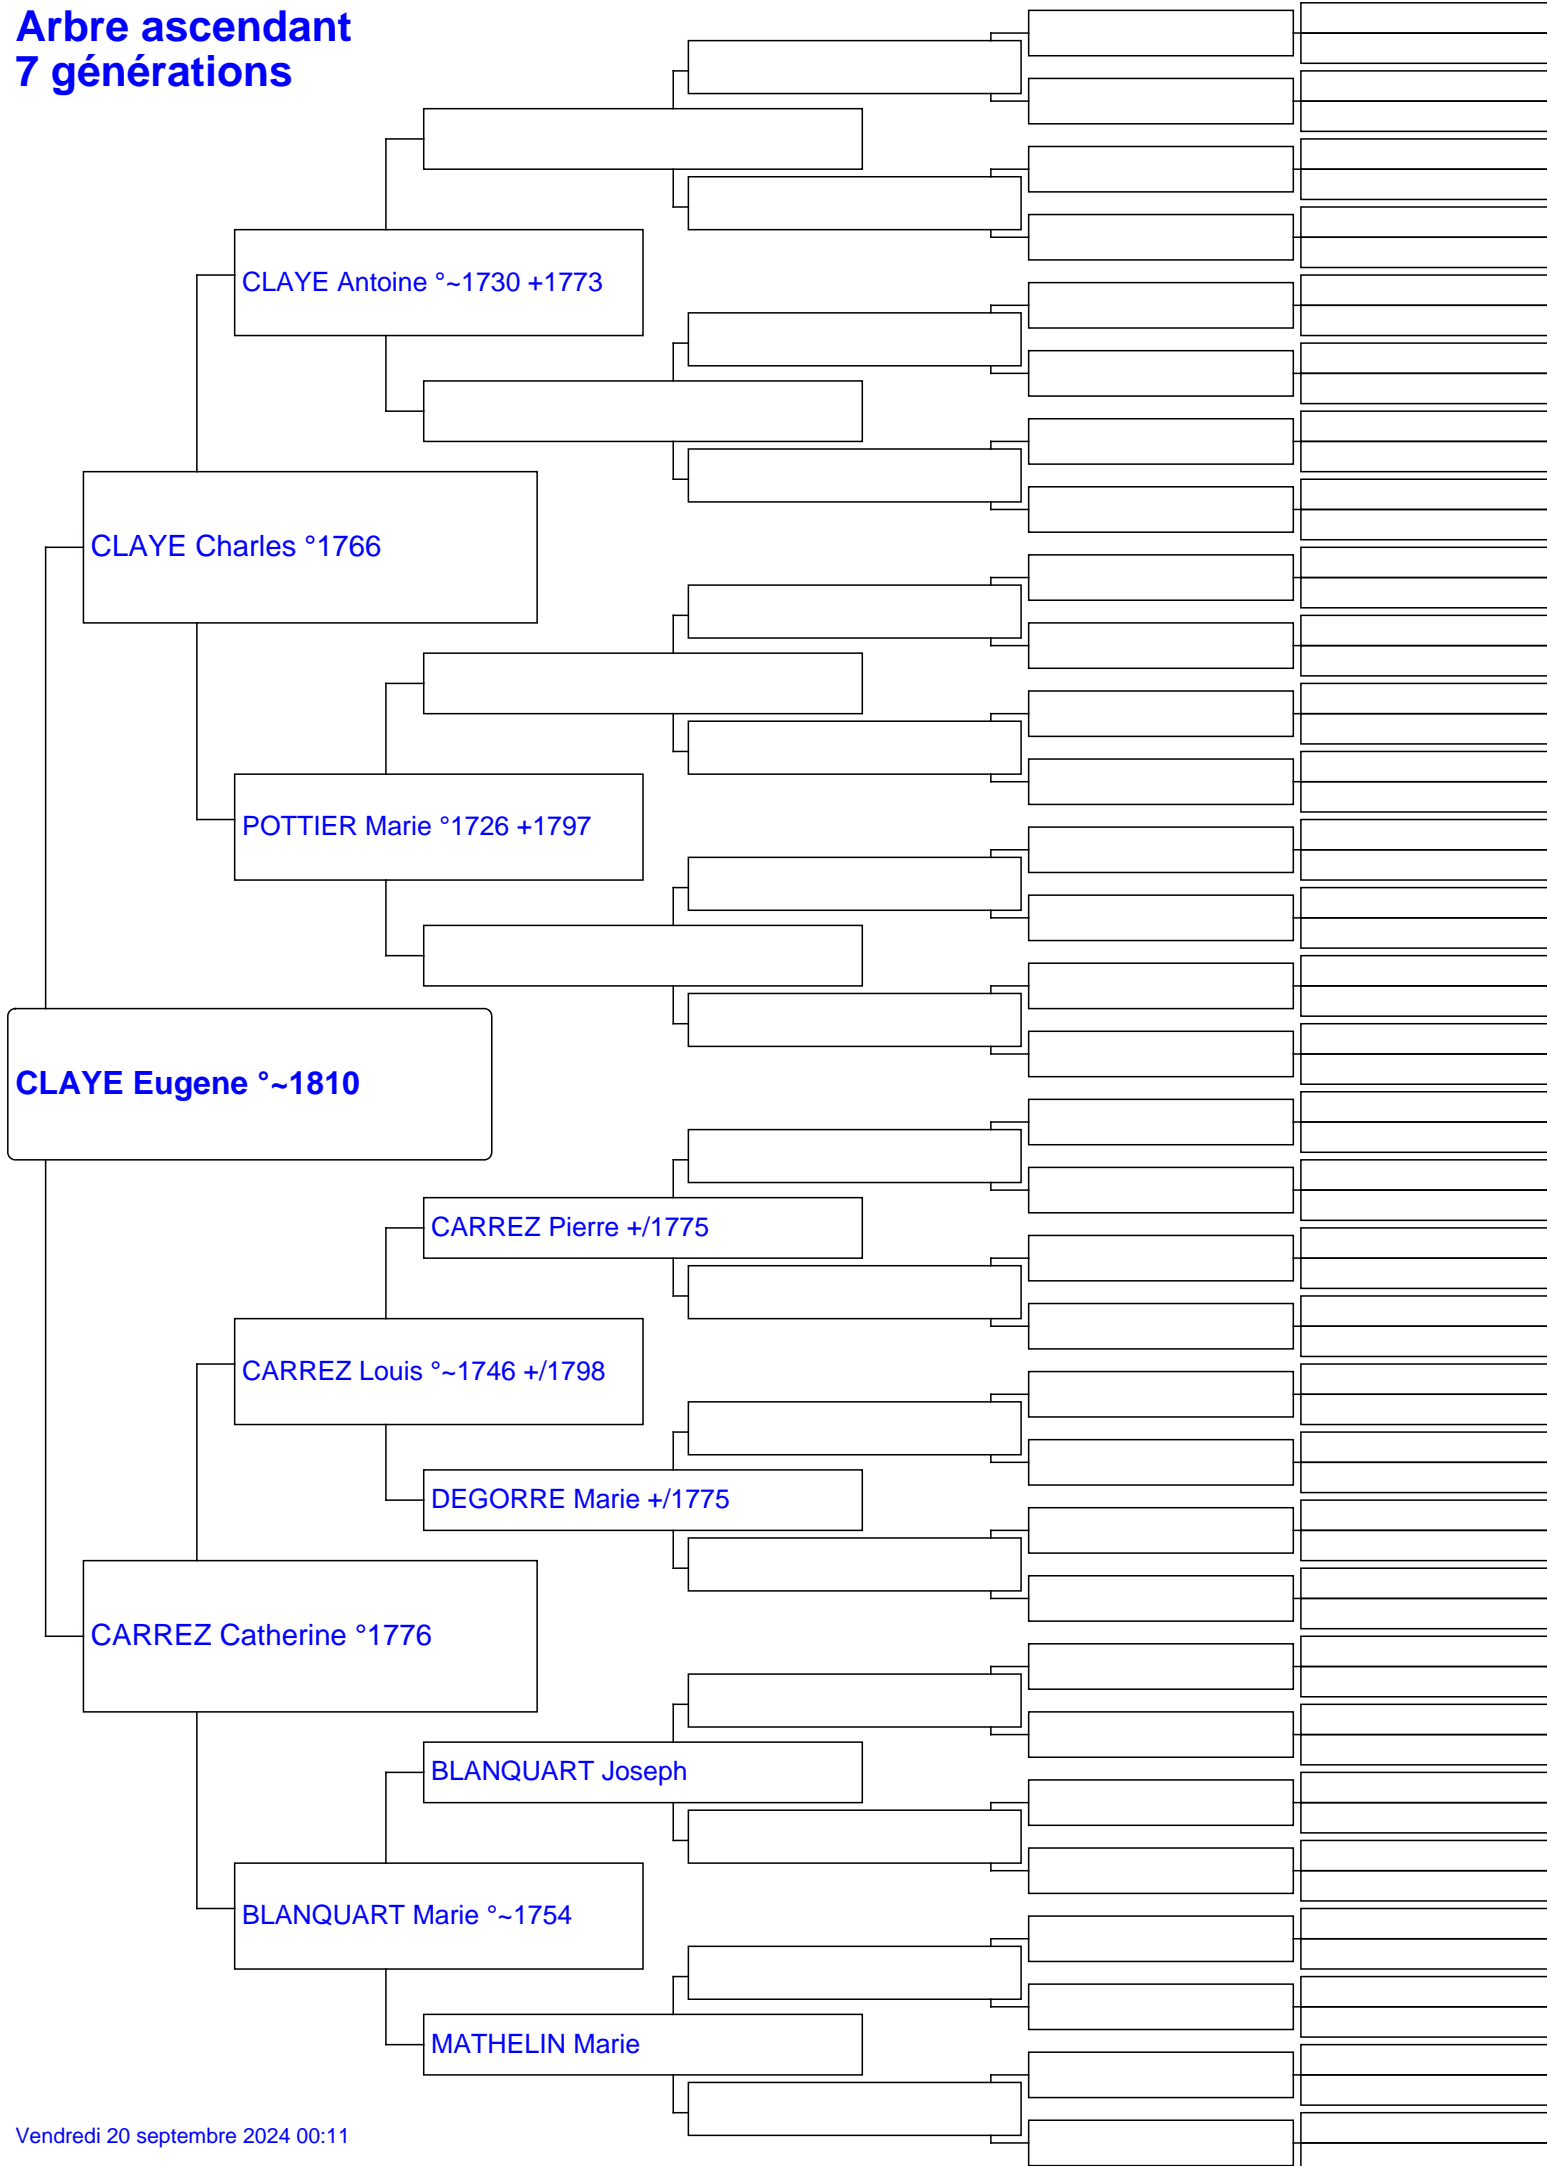 Arbre ascendant
7 générations
CLAYE Antoine °~1730 +1773
CLAYE Charles °1766
POTTIER Marie °1726 +1797
CLAYE Eugene °~1810
CARREZ Pierre +/1775
CARREZ Louis °~1746 +/1798
DEGORRE Marie +/1775
CARREZ Catherine °1776
BLANQUART Joseph
BLANQUART Marie °~1754
MATHELIN Marie
Vendredi 20 septembre 2024 00:11